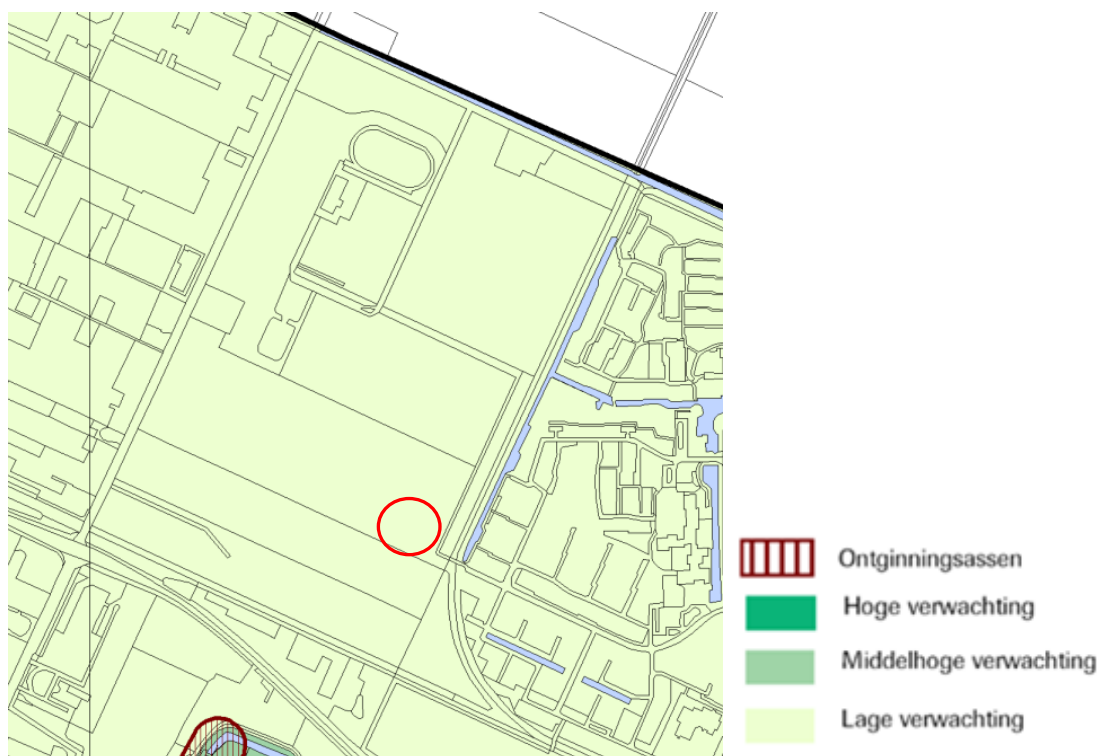 Ontginningsassen
Hoge verwachting
Middelhoge verwachting
Lage verwachting